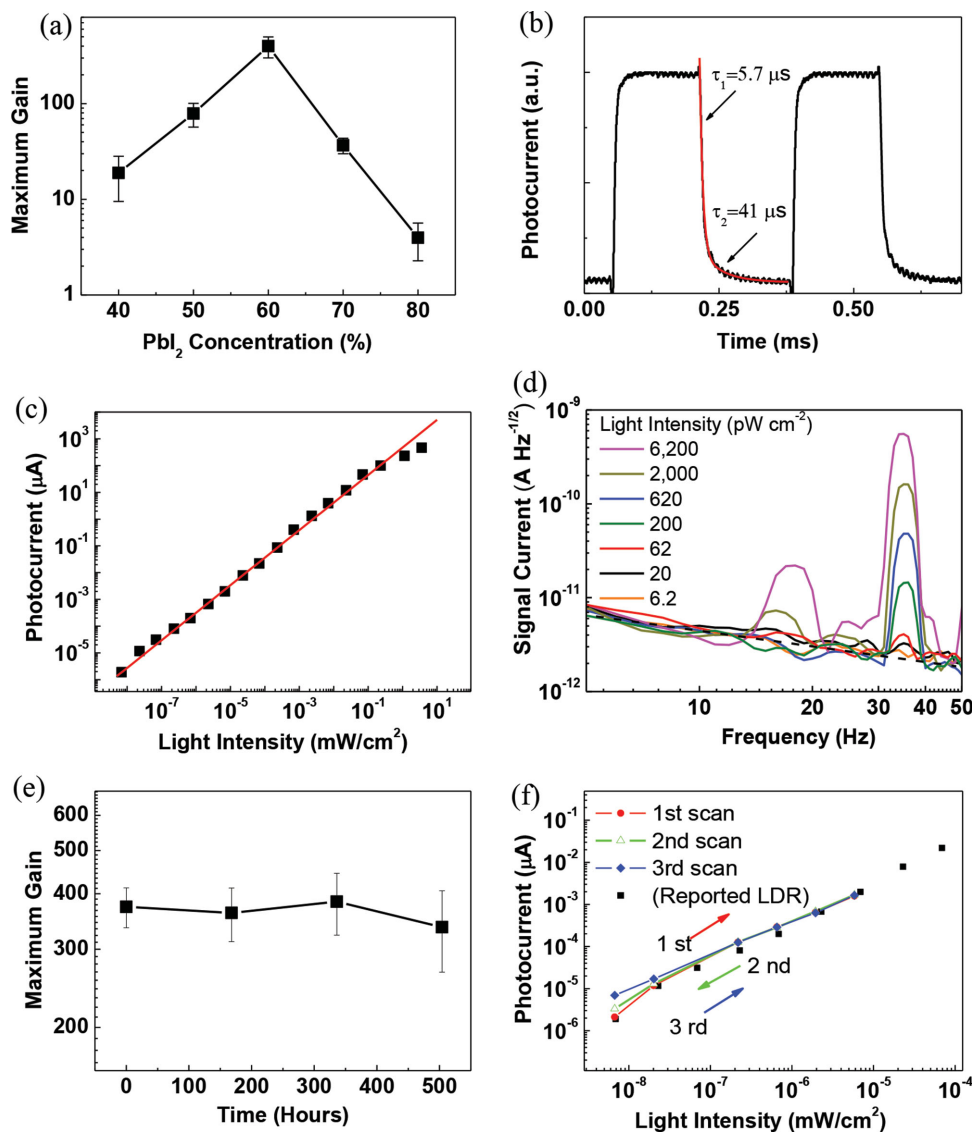 (a)
100
10
1
40 50 60 70 80
Maximum Gain
PbI2 Concentration (%)
(b)
τ1=5.7 μs
τ2=41 μs
0.00 0.25 0.50
Photocurrent (a.u.)
Time (ms)
(c)
10^3
10^1
10^-1
10^-3
10^-5
10^-7 10^-5 10^-3 10^-1 10^1
Photocurrent (μA)
Light Intensity (mW/cm^2)
(d)
10^-9
10^-10
10^-11
10^-12
Light Intensity (pW cm^-2)
6,200
2,000
620
200
62
20
6.2
10 20 30 40 50
Signal Current (A Hz^-1/2)
Frequency (Hz)
(e)
600
500
400
300
200
0 100 200 300 400 500
Maximum Gain
Time (Hours)
(f)
10^-1
10^-2
10^-3
10^-4
10^-5
10^-6
1st scan
2nd scan
3rd scan
(Reported LDR)
1 st
2 nd
3 rd
10^-8 10^-7 10^-6 10^-5 10^-4
Photocurrent (μA)
Light Intensity (mW/cm^2)